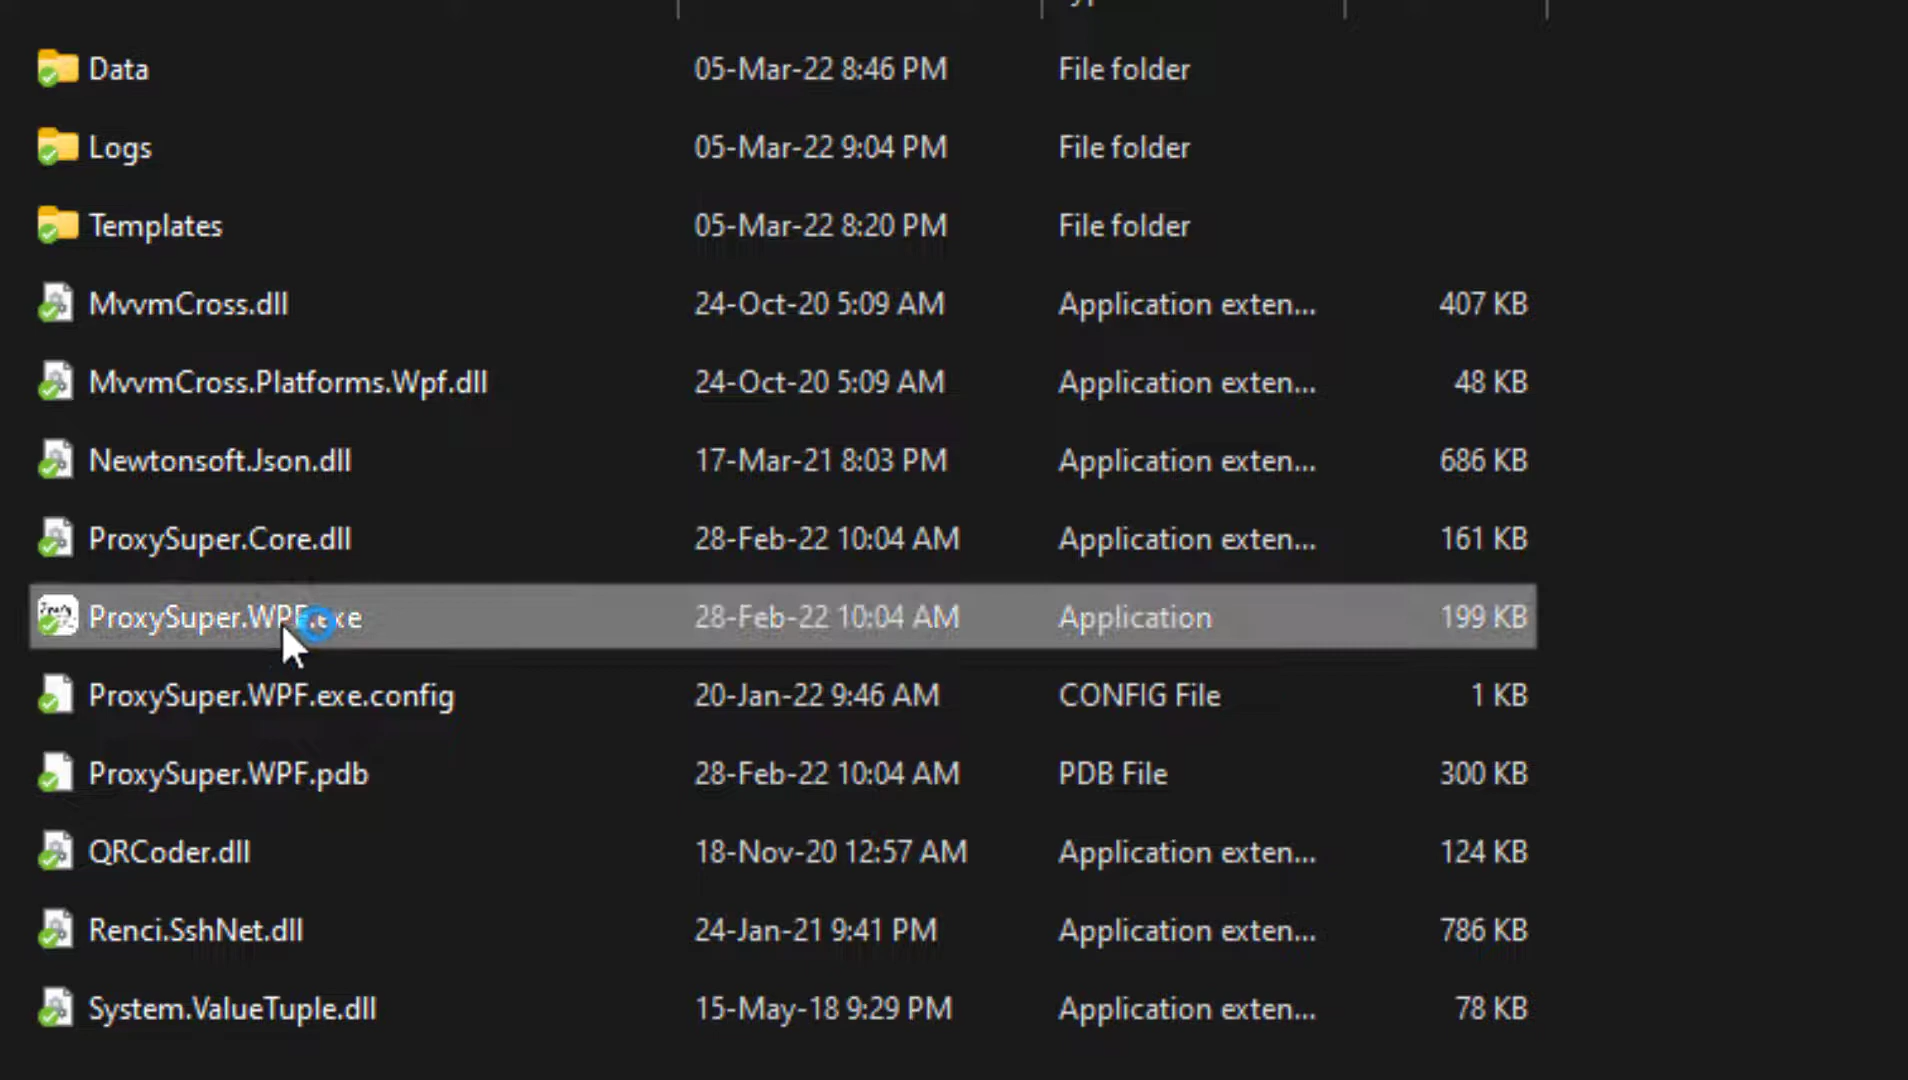 Data 05-Mar-22 8:46 PM File folder
Logs 05-Mar-22 9:04 PM File folder
Templates 05-Mar-22 8:20 PM File folder
MvvmCross.dll 24-Oct-20 5:09 AM Application exten... 407 KB
MvvmCross.Platforms.Wpf.dll 24-Oct-20 5:09 AM Application exten... 48 KB
Newtonsoft.Json.dll 17-Mar-21 8:03 PM Application exten... 686 KB
ProxySuper.Core.dll 28-Feb-22 10:04 AM Application exten... 161 KB
ProxySuper.WPF.exe 28-Feb-22 10:04 AM Application 199 KB
ProxySuper.WPF.exe.config 20-Jan-22 9:46 AM CONFIG File 1 KB
ProxySuper.WPF.pdb 28-Feb-22 10:04 AM PDB File 300 KB
QRCoder.dll 18-Nov-20 12:57 AM Application exten... 124 KB
Renci.SshNet.dll 24-Jan-21 9:41 PM Application exten... 786 KB
System.ValueTuple.dll 15-May-18 9:29 PM Application exten... 78 KB